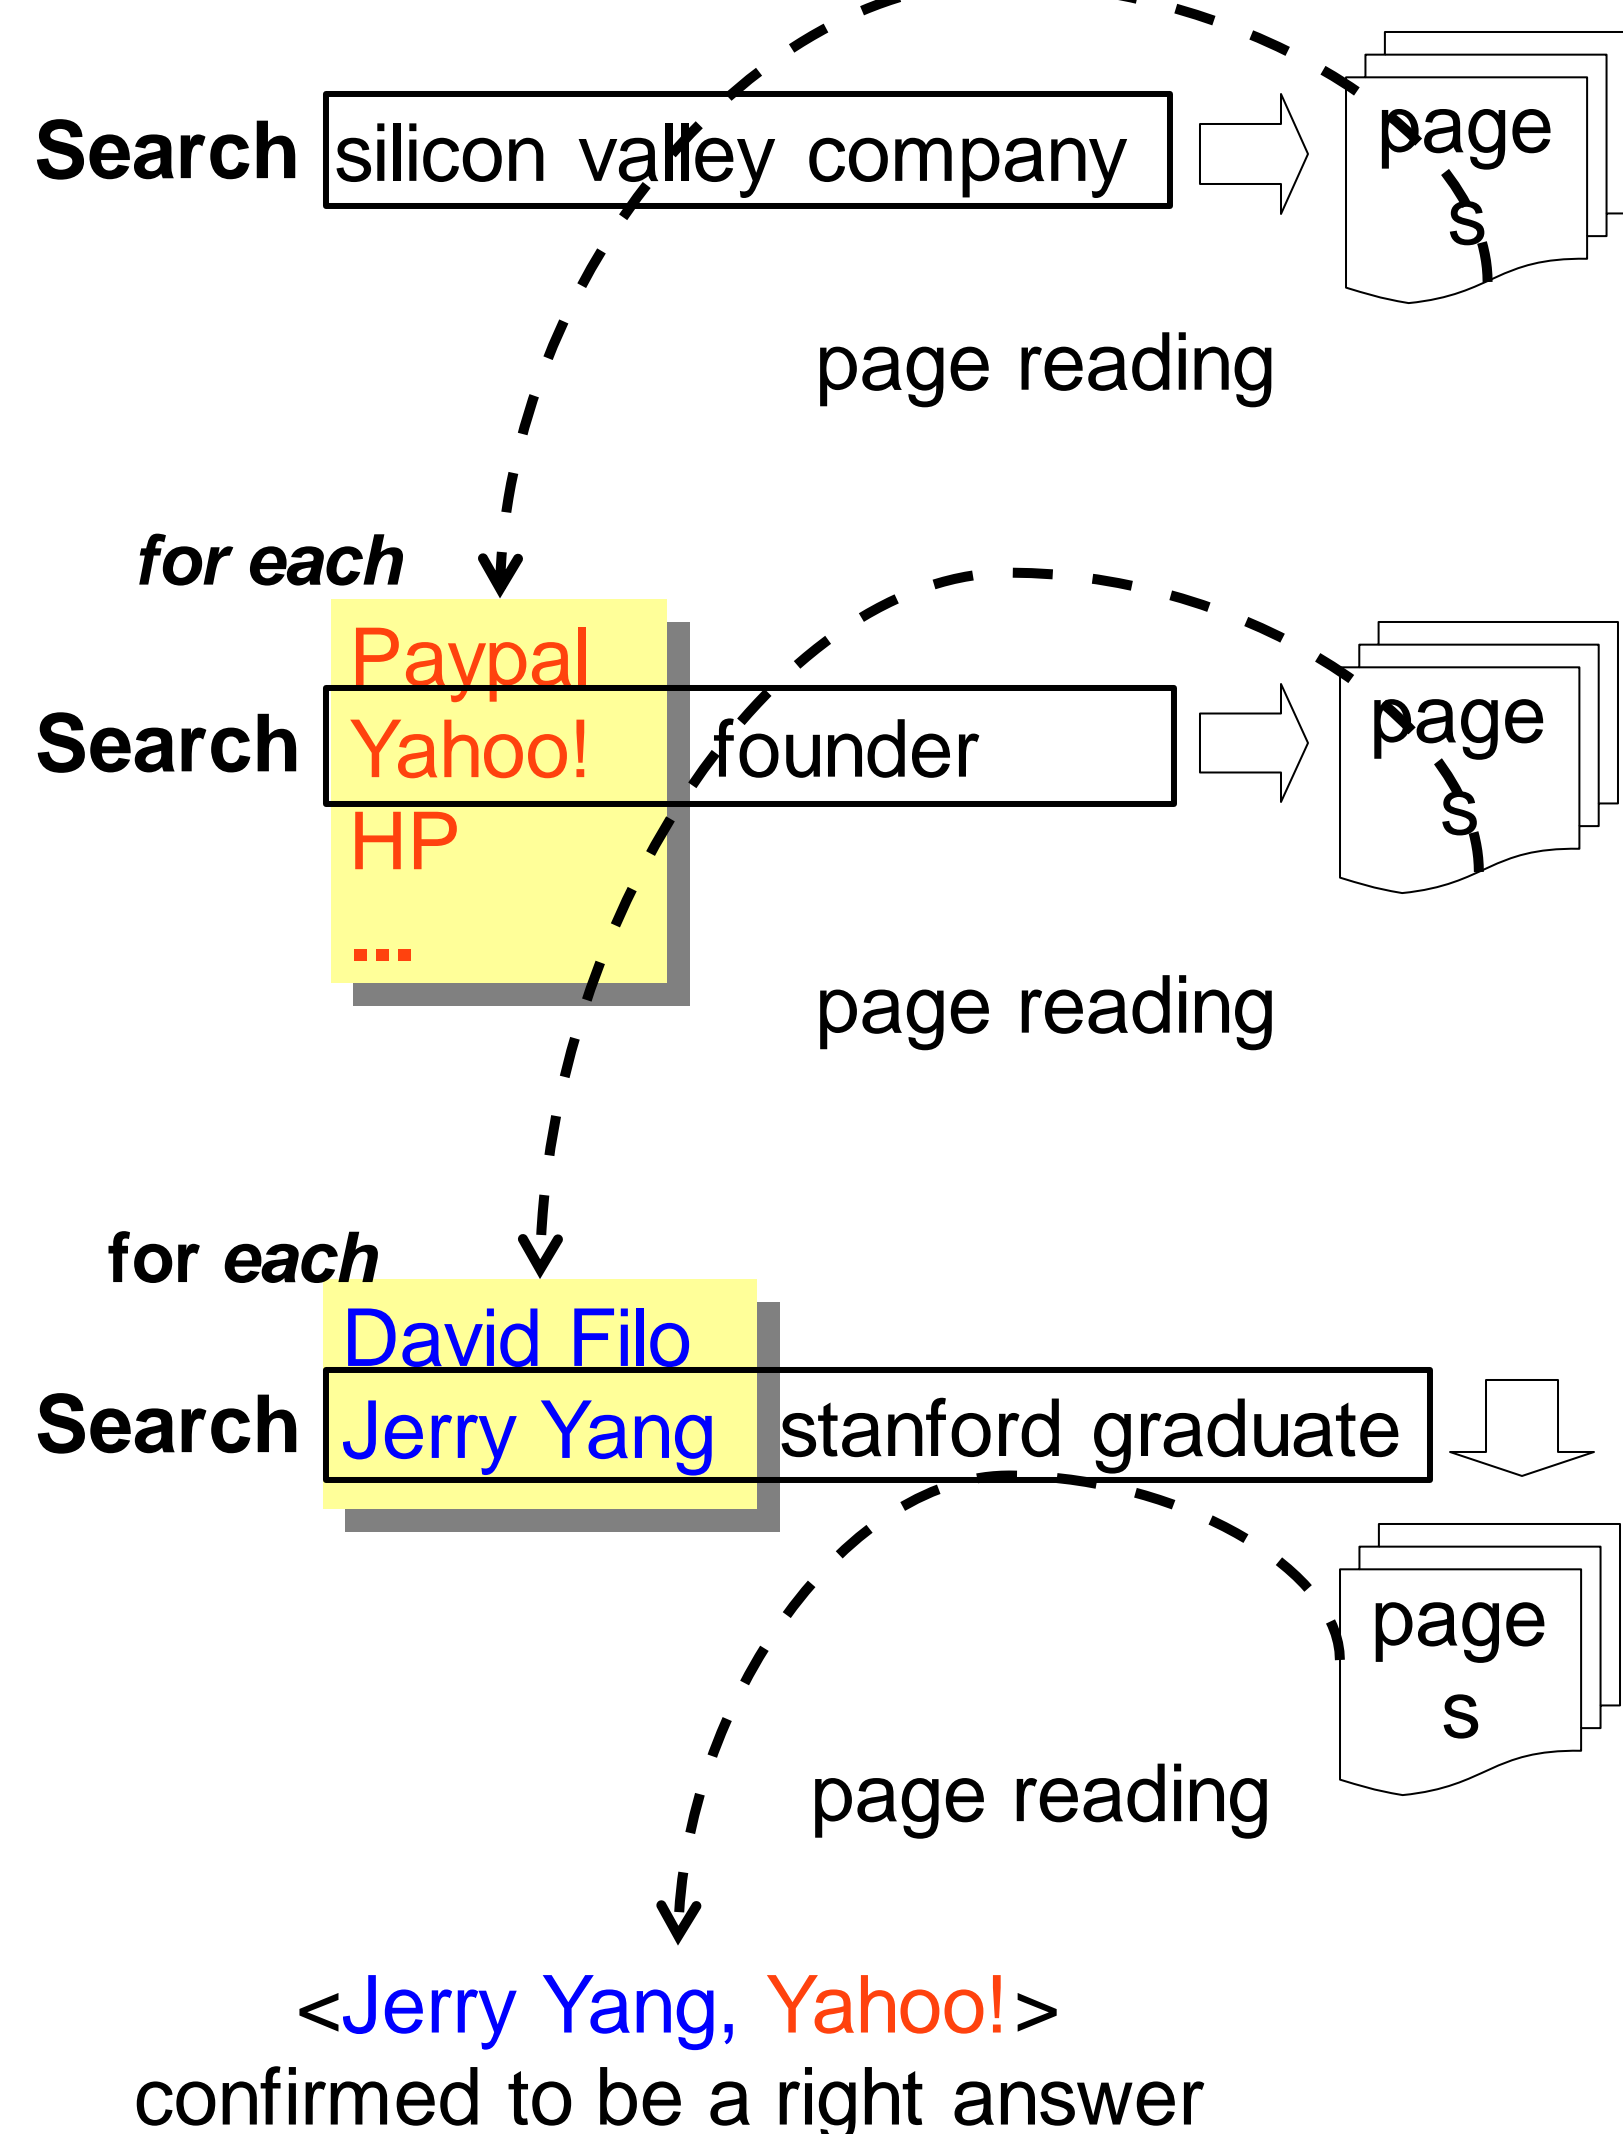 Search silicon valley company
page
s
page reading
for each
Paypal
Search Yahoo! founder
page
s
HP
...
page reading
for each
David Filo
Search Jerry Yang stanford graduate
page
s
page reading
<Jerry Yang, Yahoo!>
confirmed to be a right answer